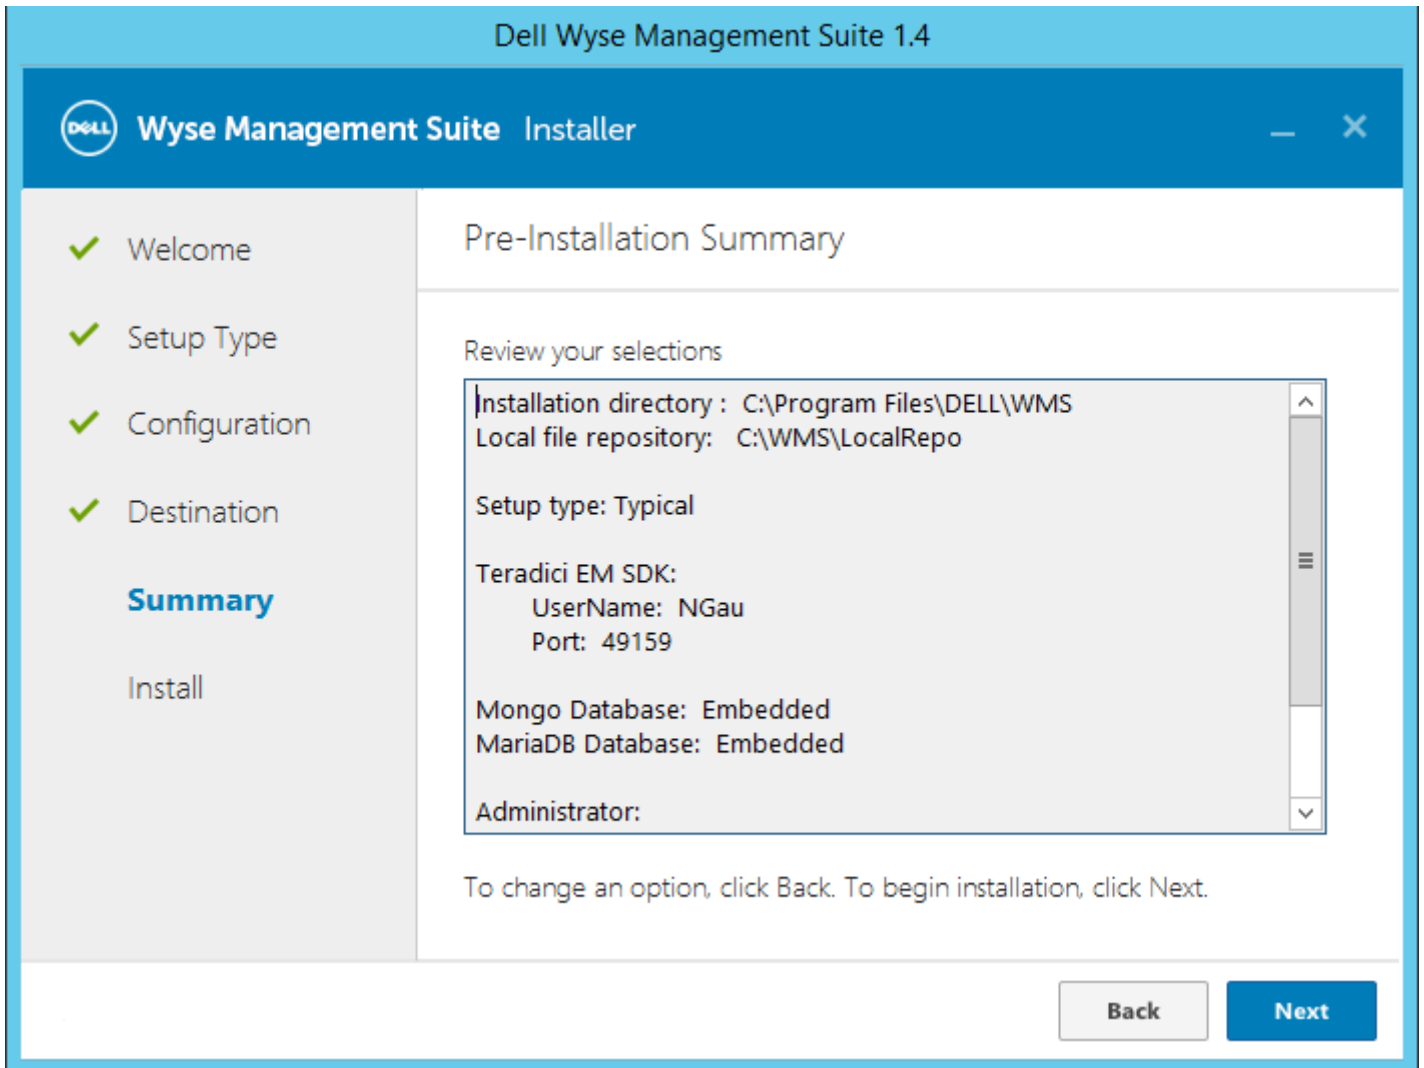 Dell Wyse Management Suite 1.4
DELL Wyse Management Suite Installer
Welcome
Setup Type
Configuration
Destination
Summary
Install
Pre-Installation Summary
Review your selections
Installation directory : C:\Program Files\DELL\WMS
Local file repository: C:\WMS\LocalRepo
Setup type: Typical
Teradici EM SDK:
UserName: NGau
Port: 49159
Mongo Database: Embedded
MariaDB Database: Embedded
Administrator:
To change an option, click Back. To begin installation, click Next.
Back
Next